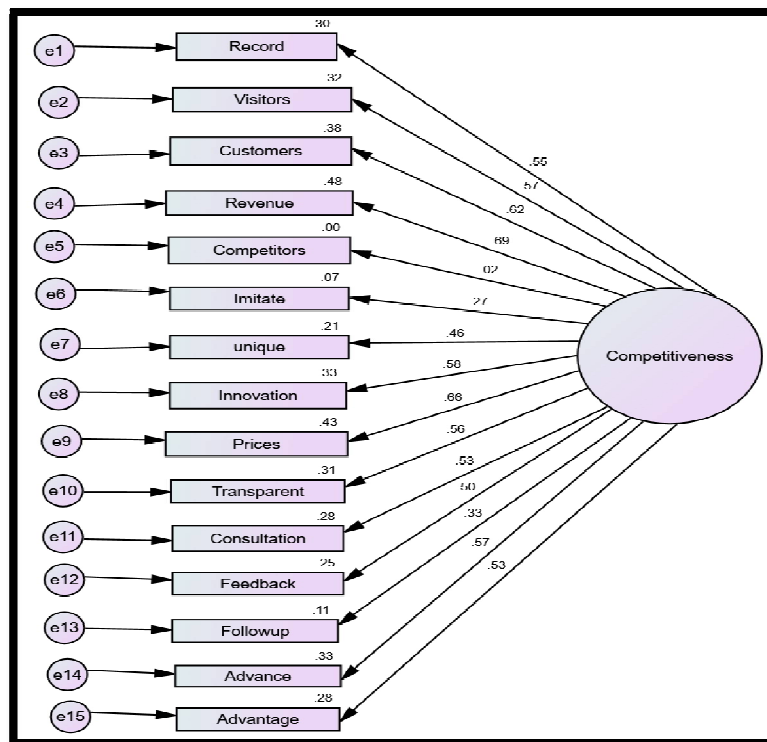 30
e1 Record
32
e2 Visitors
.38
e3 Customers
.48
e4 Revenue
.00
e5 Competitors
.07
e6 Imitate
.21
e7 unique
33
e8 Innovation
.43
e9 Prices
.31
e10 Transparent
.28
e11 Consultation
25
e12 Feedback
.11
e13 Followup
.33
e14 Advance
.28
e15 Advantage
.55
57
.62
69
02
27
.46
.58
.66
.56
.53
50
.33
.57
.53
Competitiveness